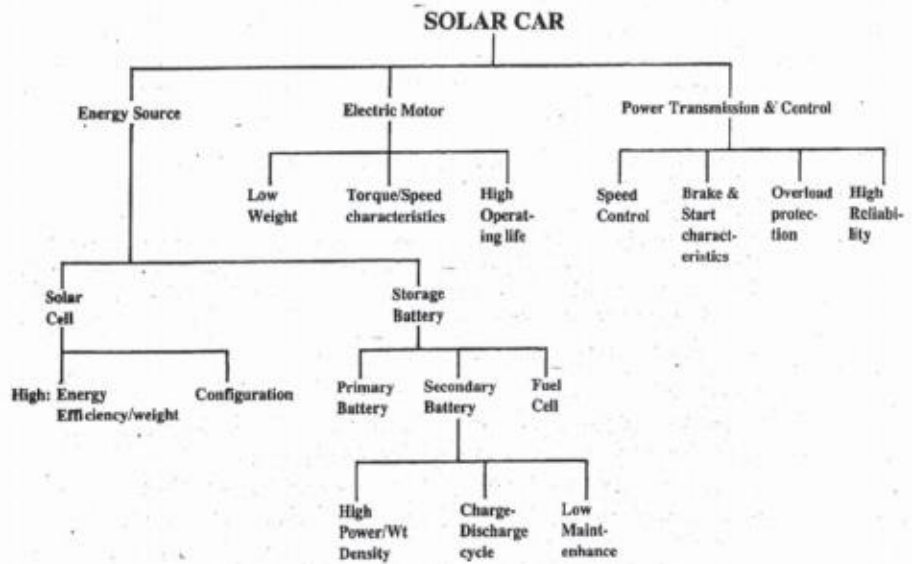 SOLAR CAR
Energy Source
Electric Motor
Power Transmission & Control
Low
Weight
Torque/Speed
characteristics
High
Operat-
ing life
Speed
Control
Brake &
Start
charact-
eristics
Overload
protec-
tion
High
Reliabi-
lity
Solar
Cell
Storage
Battery
High: Energy
Efficiency/weight
Configuration
Primary
Battery
Secondary
Battery
Fuel
Cell
High
Power/Wt
Density
Charge-
Discharge
cycle
Low
Maint-
enhance